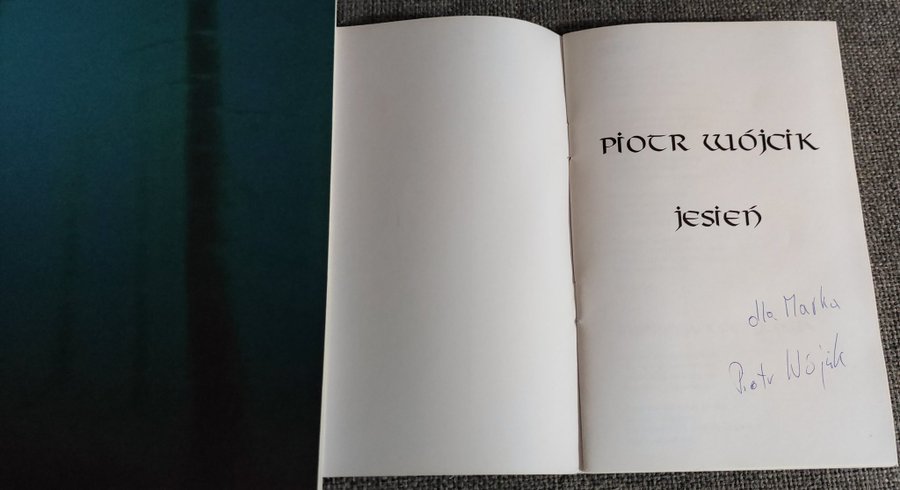 PIOTR WÓJCIK
JESIEŃ
dla Marka
Piotr Wójcik